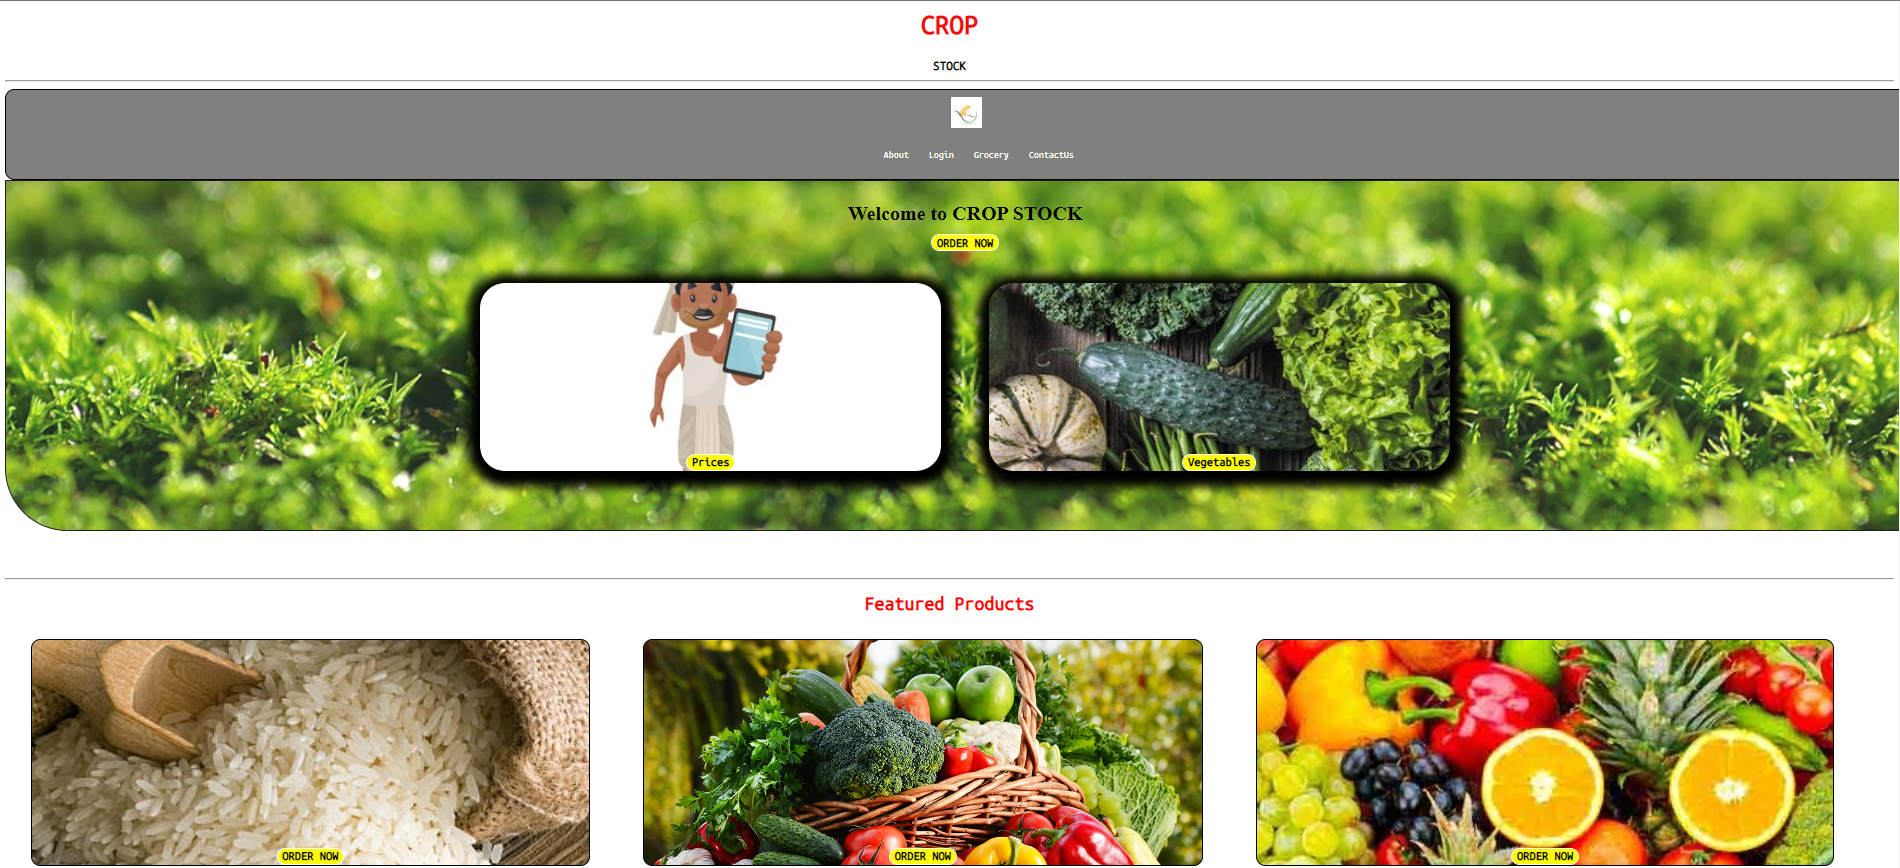 CROP
STOCK
About Login Grocery ContactUs
Welcome to CROP STOCK
ORDER NOW
Prices Vegetables
Featured Products
ORDER NOW ORDER NOW ORDER NOW